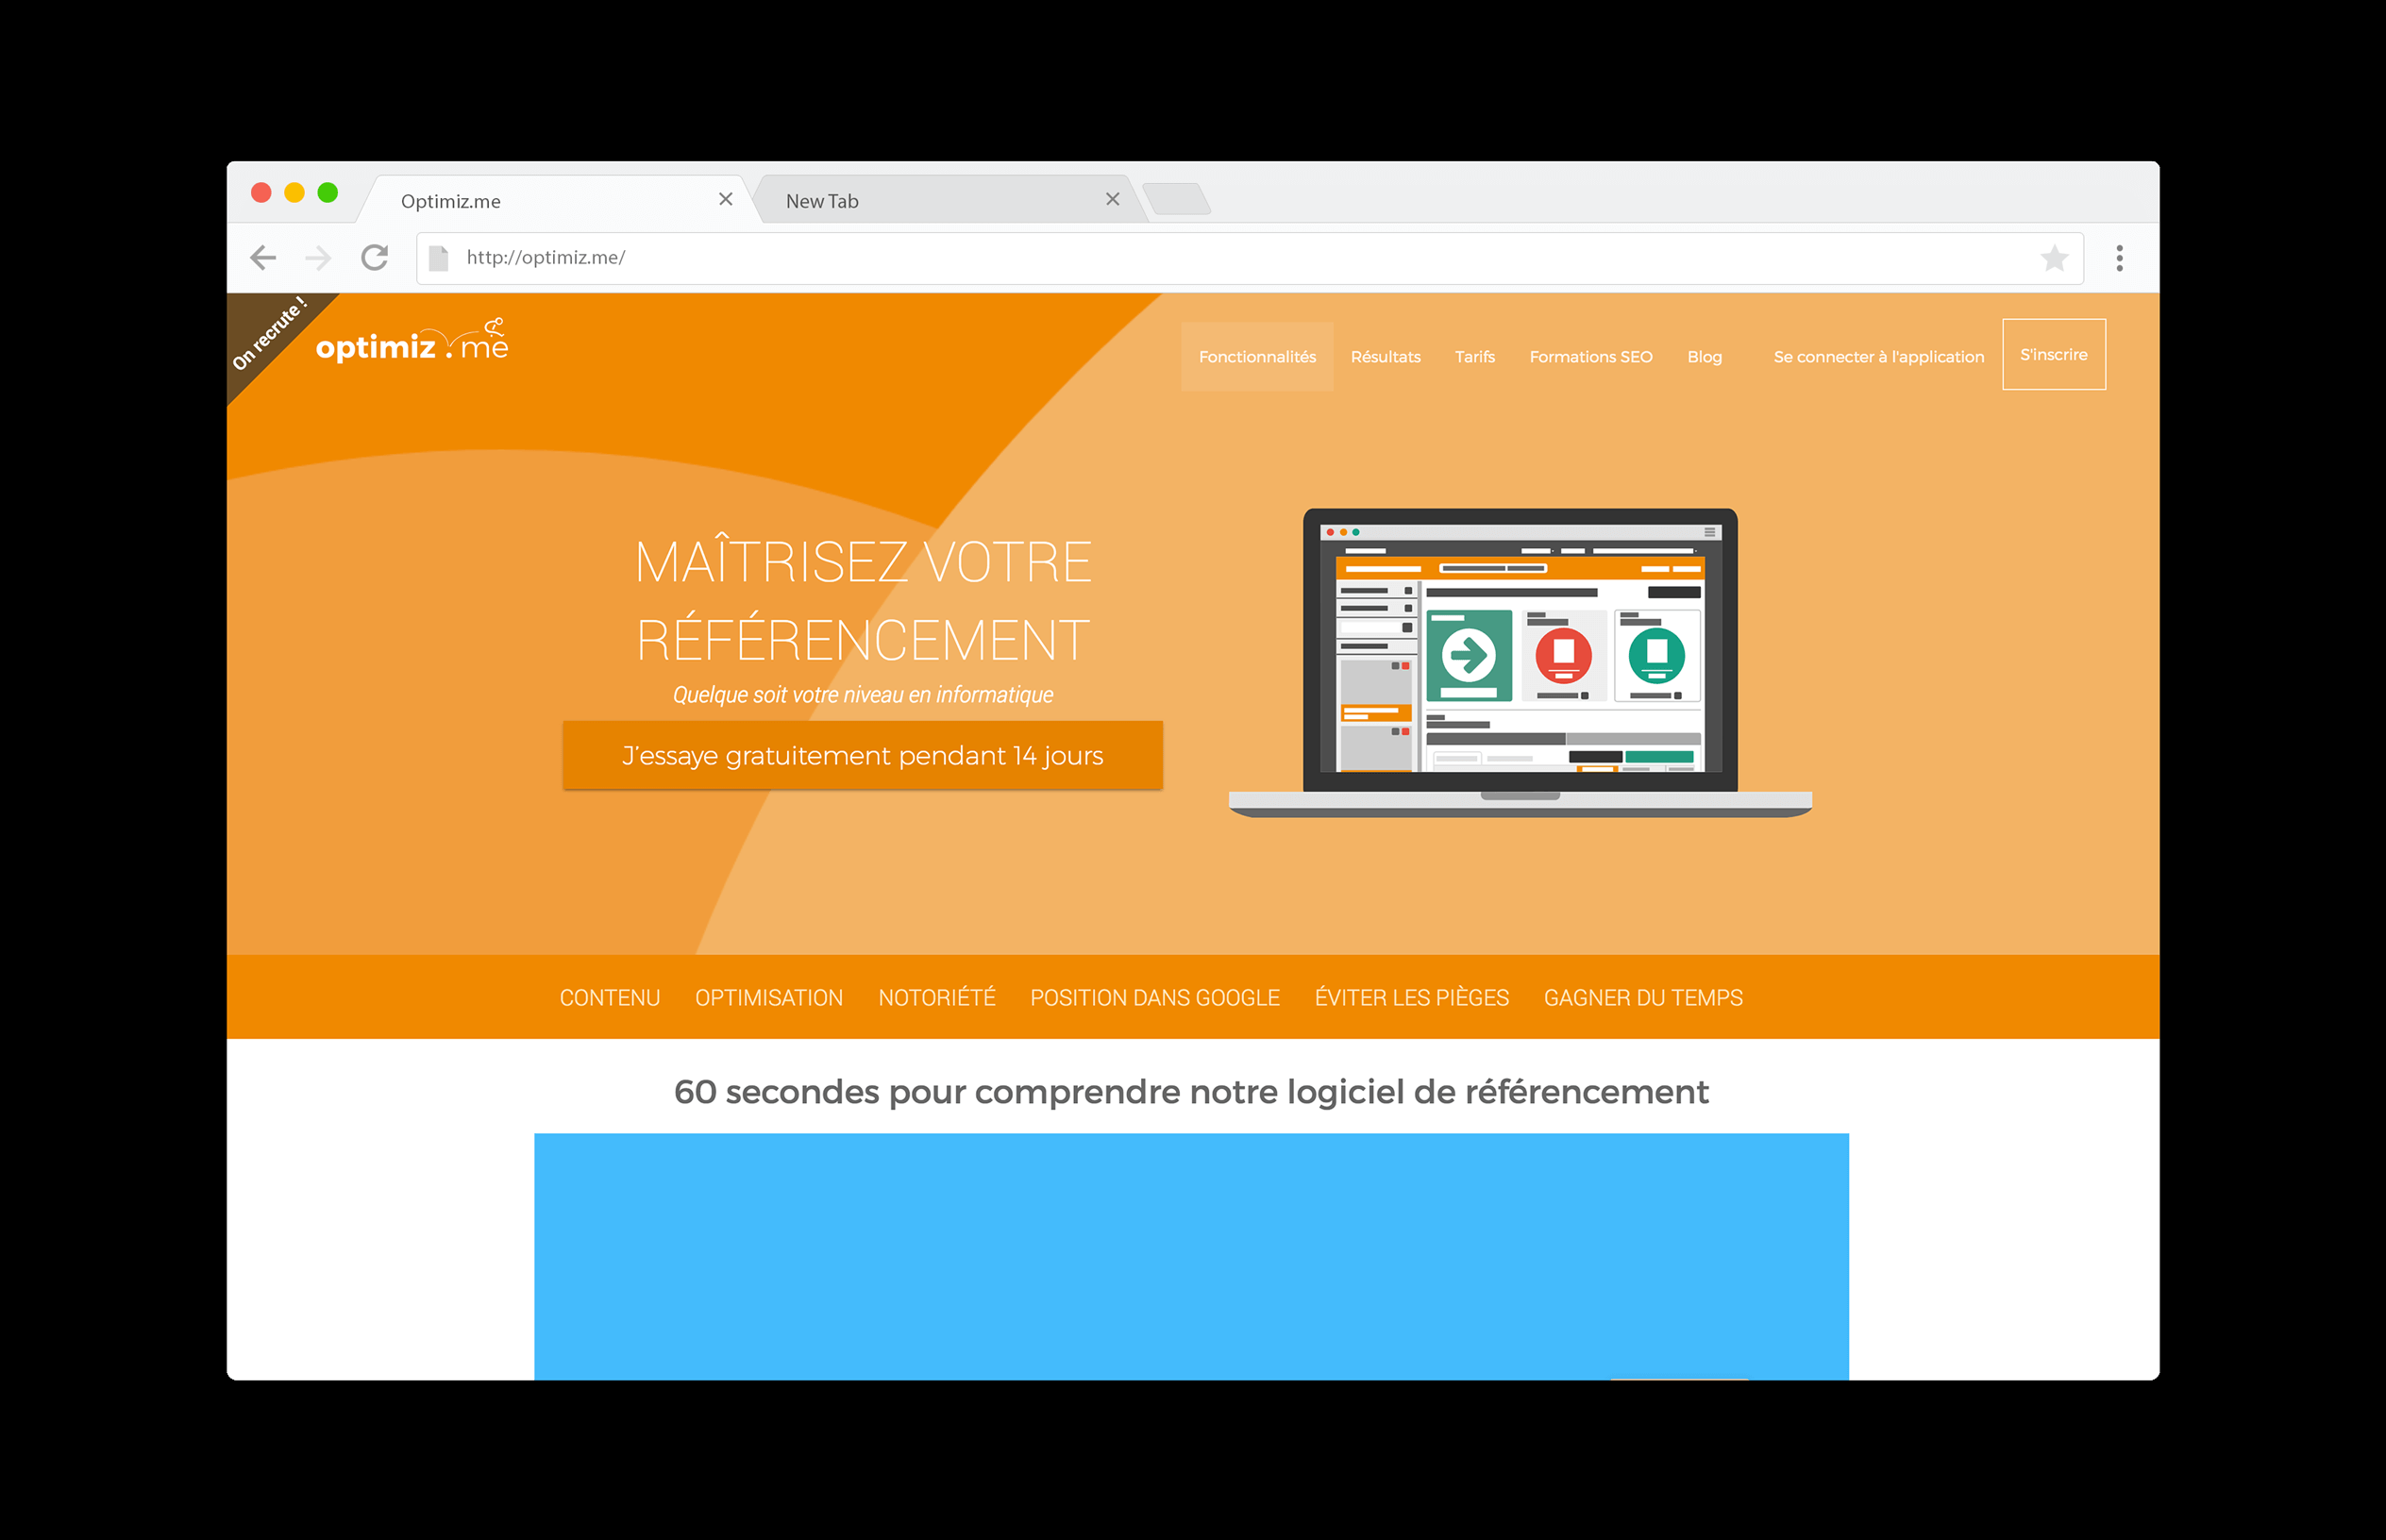 Optimiz.me
New Tab
http://optimiz.me/
On recrute !
optimiz.me
Fonctionnalités
Résultats
Tarifs
Formations SEO
Blog
Se connecter à l'application
S'inscrire
MAÎTRISEZ VOTRE
RÉFÉRENCEMENT
Quelque soit votre niveau en informatique
J'essaye gratuitement pendant 14 jours
CONTENU
OPTIMISATION
NOTORIÉTÉ
POSITION DANS GOOGLE
ÉVITER LES PIÈGES
GAGNER DU TEMPS
60 secondes pour comprendre notre logiciel de référencement